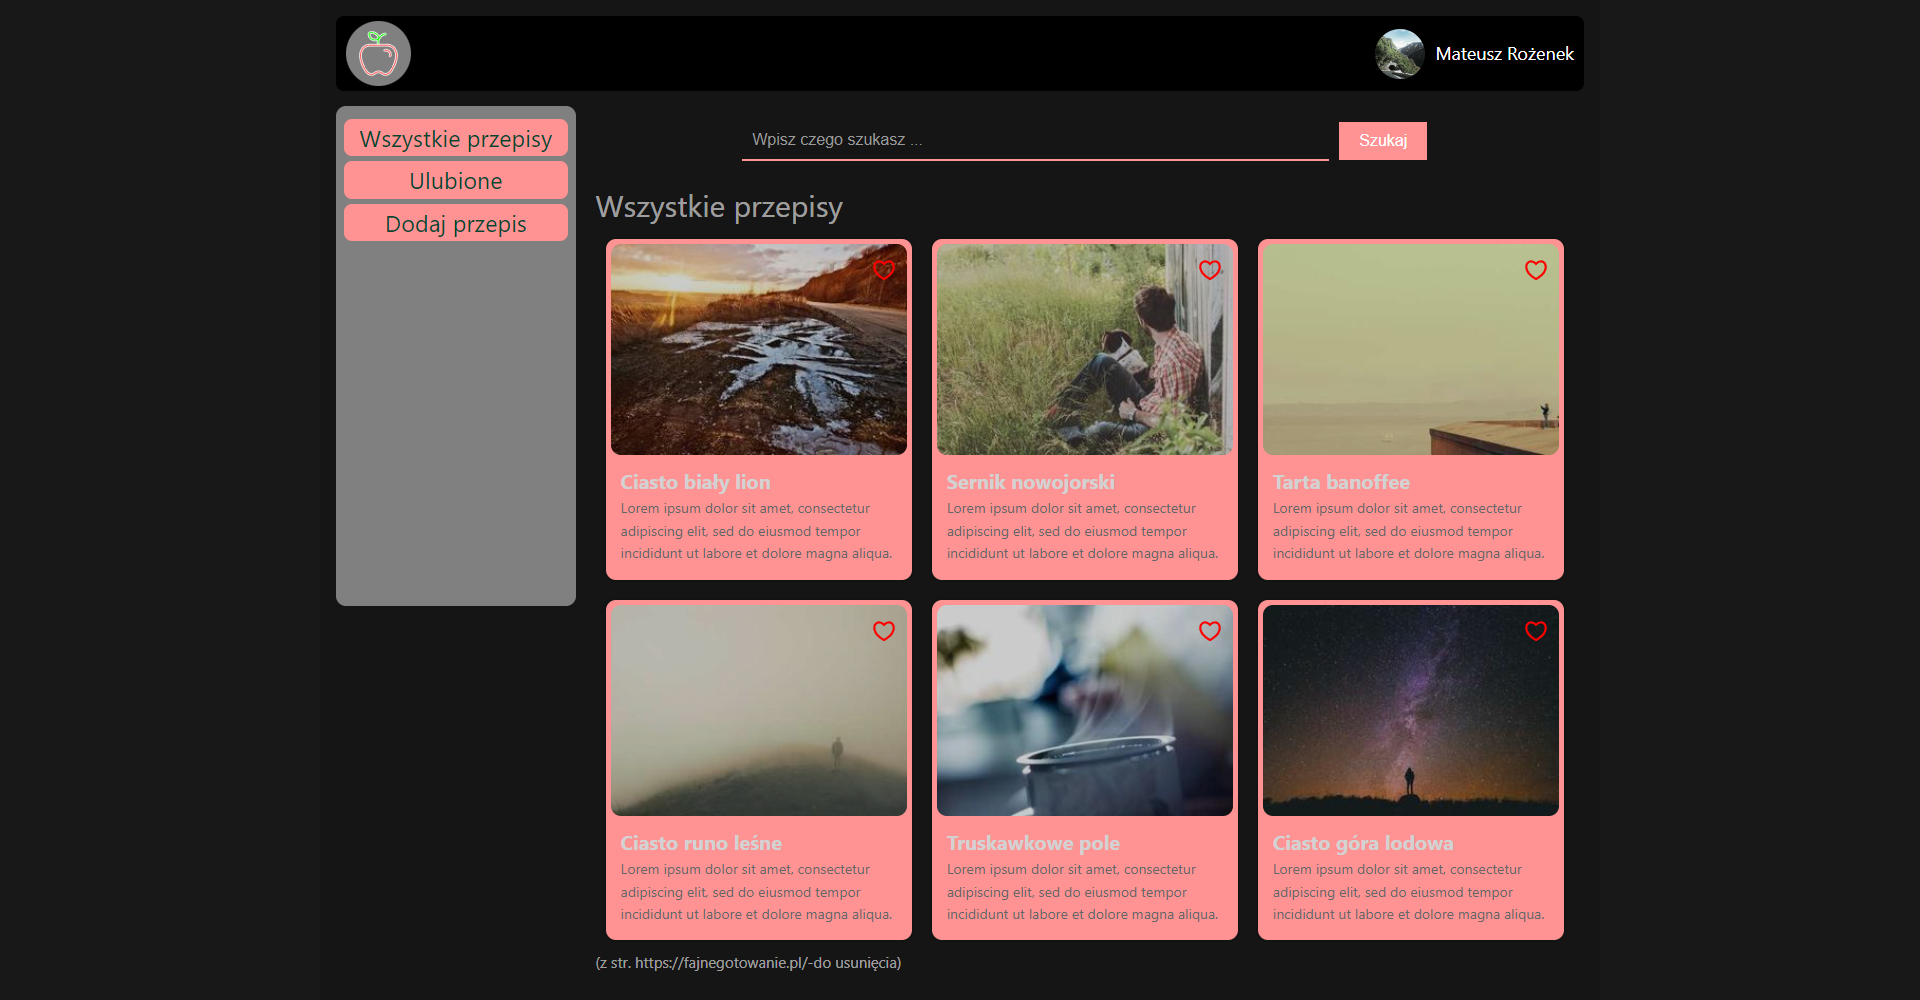 Mateusz Rożenek
Wszystkie przepisy
Ulubione
Dodaj przepis
Wpisz czego szukasz ...
Szukaj
Wszystkie przepisy
Ciasto biały lion
Lorem ipsum dolor sit amet, consectetur
adipiscing elit, sed do eiusmod tempor
incididunt ut labore et dolore magna aliqua.
Sernik nowojorski
Lorem ipsum dolor sit amet, consectetur
adipiscing elit, sed do eiusmod tempor
incididunt ut labore et dolore magna aliqua.
Tarta banoffee
Lorem ipsum dolor sit amet, consectetur
adipiscing elit, sed do eiusmod tempor
incididunt ut labore et dolore magna aliqua.
Ciasto runo leśne
Lorem ipsum dolor sit amet, consectetur
adipiscing elit, sed do eiusmod tempor
incididunt ut labore et dolore magna aliqua.
Truskawkowe pole
Lorem ipsum dolor sit amet, consectetur
adipiscing elit, sed do eiusmod tempor
incididunt ut labore et dolore magna aliqua.
Ciasto góra lodowa
Lorem ipsum dolor sit amet, consectetur
adipiscing elit, sed do eiusmod tempor
incididunt ut labore et dolore magna aliqua.
(z str. https://fajnegotowanie.pl/-do usunięcia)